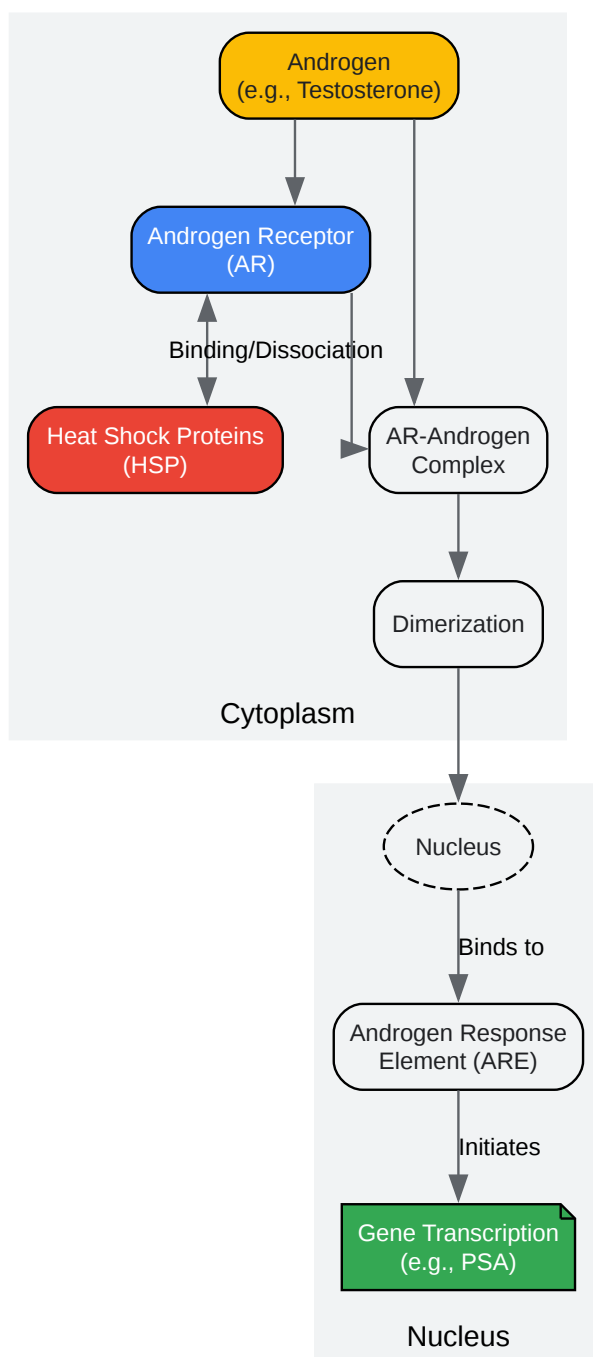 Androgen
(e.g., Testosterone)
Androgen Receptor
(AR)
Binding/Dissociation
Heat Shock Proteins
(HSP)
AR-Androgen
Complex
Dimerization
Cytoplasm
Nucleus
Binds to
Androgen Response
Element (ARE)
Initiates
Gene Transcription
(e.g., PSA)
Nucleus